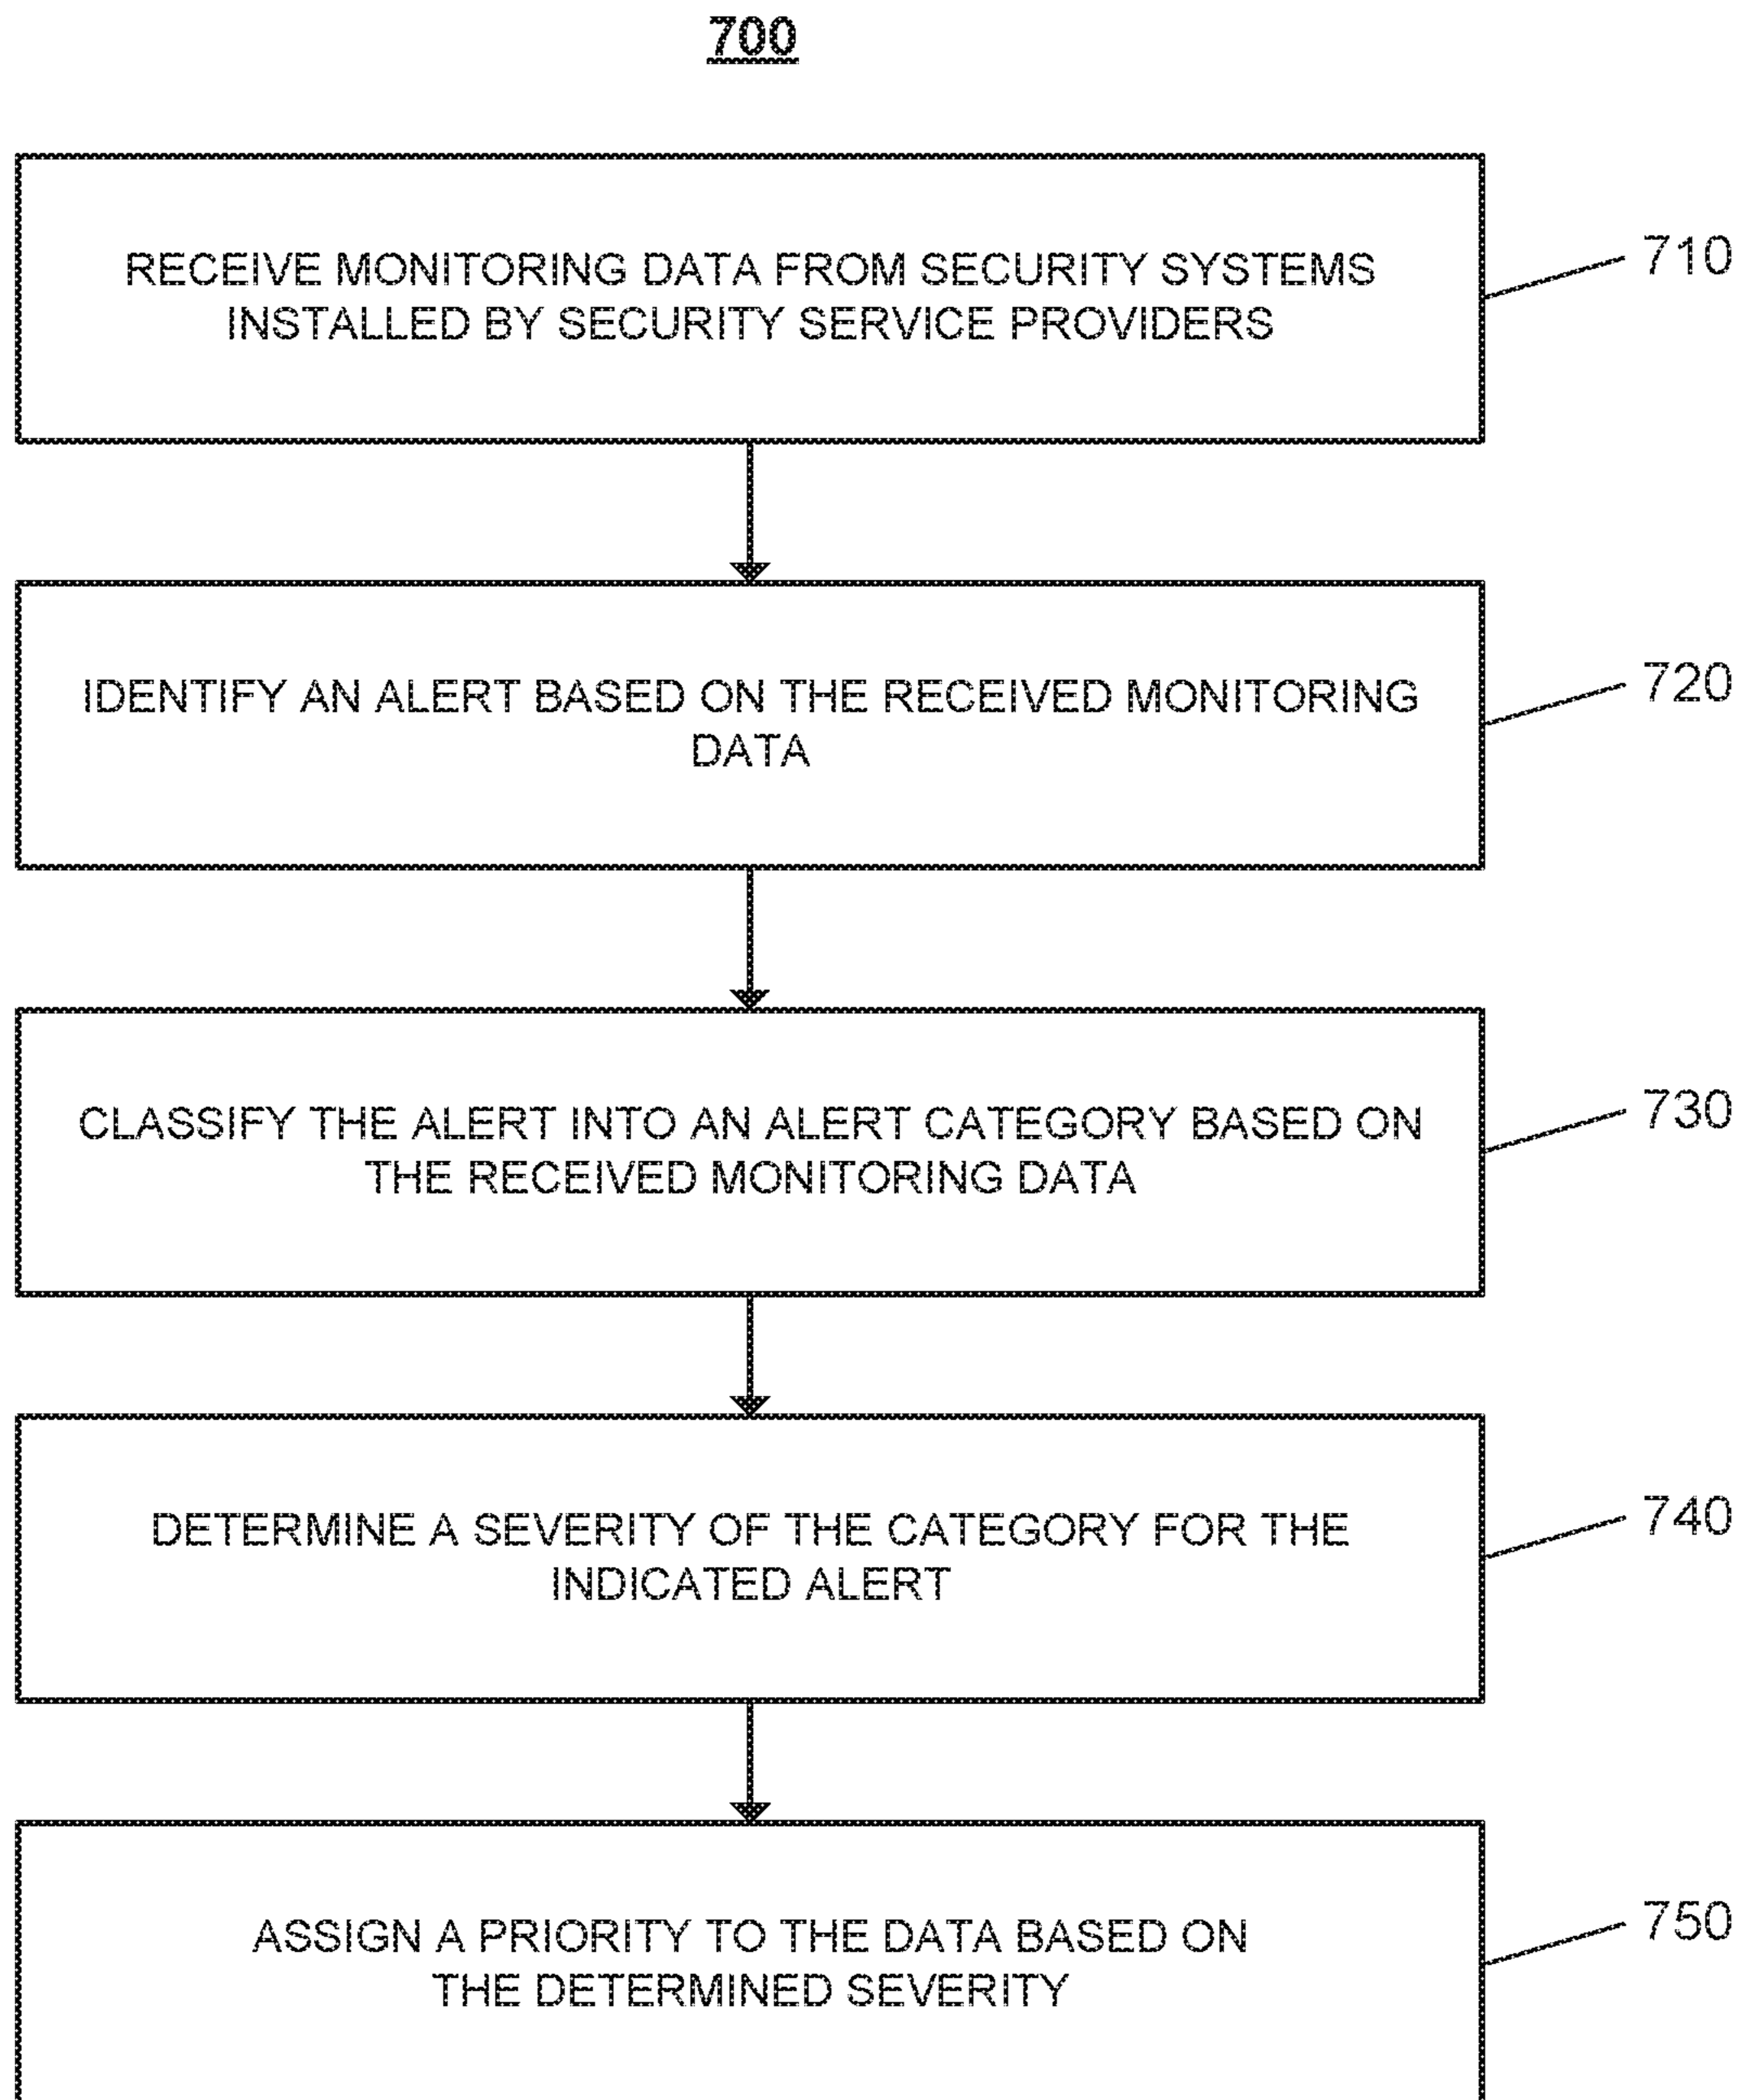 700
RECEIVE MONITORING DATA FROM SECURITY SYSTEMS
INSTALLED BY SECURITY SERVICE PROVIDERS
710
IDENTIFY AN ALERT BASED ON THE RECEIVED MONITORING
DATA
720
CLASSIFY THE ALERT INTO AN ALERT CATEGORY BASED ON
THE RECEIVED MONITORING DATA
730
DETERMINE A SEVERITY OF THE CATEGORY FOR THE
INDICATED ALERT
740
ASSIGN A PRIORITY TO THE DATA BASED ON
THE DETERMINED SEVERITY
750